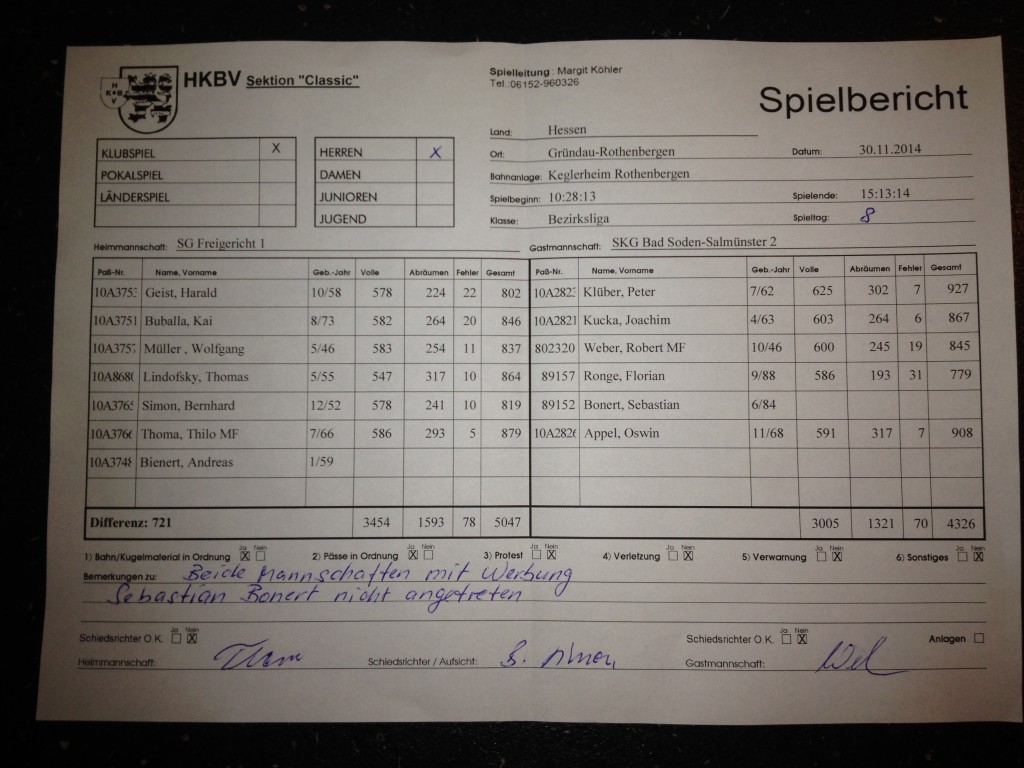 HKBV Sektion "Classic"
Spielleitung: Margit Köhler
Tel.:06152-960326
Spielbericht
KLUBSPIEL X
POKALSPIEL
LÄNDERSPIEL
HERREN X
DAMEN
JUNIOREN
JUGEND
Land: Hessen
Ort: Gründau-Rothenbergen Datum: 30.11.2014
Bahnanlage: Keglerheim Rothenbergen
Spielbeginn: 10:28:13 Spielende: 15:13:14
Klasse: Bezirksliga Spieltag: 8
Heimmannschaft: SG Freigericht 1 Gastmannschaft: SKG Bad Soden-Salmünster 2
Paß-Nr. Name, Vorname Geb.-Jahr Volle Abräumen Fehler Gesamt Paß-Nr. Name, Vorname Geb.-Jahr Volle Abräumen Fehler Gesamt
Geist, Harald 10/58 578 224 22 802 Klüber, Peter 7/62 625 302 7 927
10A3751 Buballa, Kai 8/73 582 264 20 846 10A2821 Kucka, Joachim 4/63 603 264 6 867
Müller , Wolfgang 5/46 583 254 11 837 802320 Weber, Robert MF 10/46 600 245 19 845
Lindofsky, Thomas 5/55 547 317 10 864 89157 Ronge, Florian 9/88 586 193 31 779
Simon, Bernhard 12/52 578 241 10 819 89152 Bonert, Sebastian 6/84
Thoma, Thilo MF 7/66 586 293 5 879 Appel, Oswin 11/68 591 317 7 908
Bienert, Andreas 1/59
Differenz: 721 3454 1593 78 5047 3005 1321 70 4326
1) Bahn/Kugelmaterial in Ordnung Ja X Nein 2) Pässe in Ordnung Ja X Nein 3) Protest Ja Nein X 4) Verletzung Ja Nein X 5) Verwarnung Ja Nein X 6) Sonstiges Ja Nein X
Bemerkungen zu: Beide Mannschaften mit Werbung
Sebastian Bonert nicht angetreten
Schiedsrichter O.K. Ja Nein X Schiedsrichter O.K. Ja Nein X Anlagen
Heimmannschaft: Schiedsrichter / Aufsicht: Gastmannschaft: